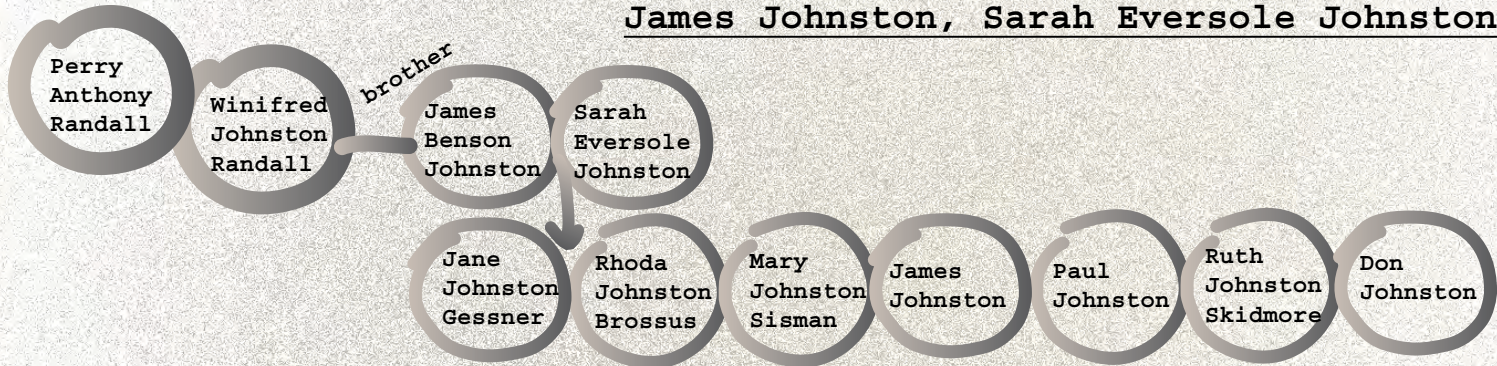 James Johnston, Sarah Eversole Johnston
Perry
Anthony
Randall
Winifred
Johnston
Randall
brother
James
Benson
Johnston
Sarah
Eversole
Johnston
Jane
Johnston
Gessner
Rhoda
Johnston
Brossus
Mary
Johnston
Sisman
James
Johnston
Paul
Johnston
Ruth
Johnston
Skidmore
Don
Johnston